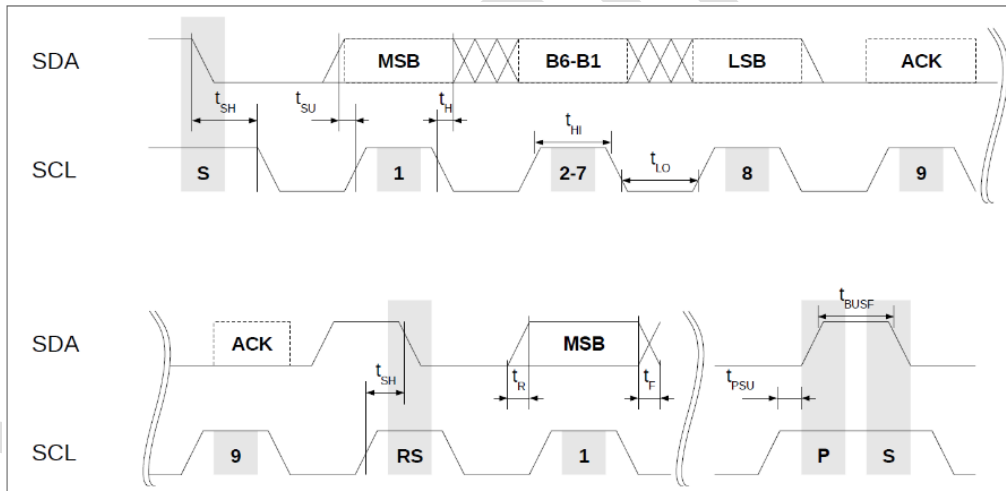 SDA MSB B6-B1 LSB ACK
tSH tSU tH tHI
tLO
SCL S 1 2-7 8 9
tBUSF
SDA ACK MSB
tSH tR tF tPSU
SCL 9 RS 1 P S